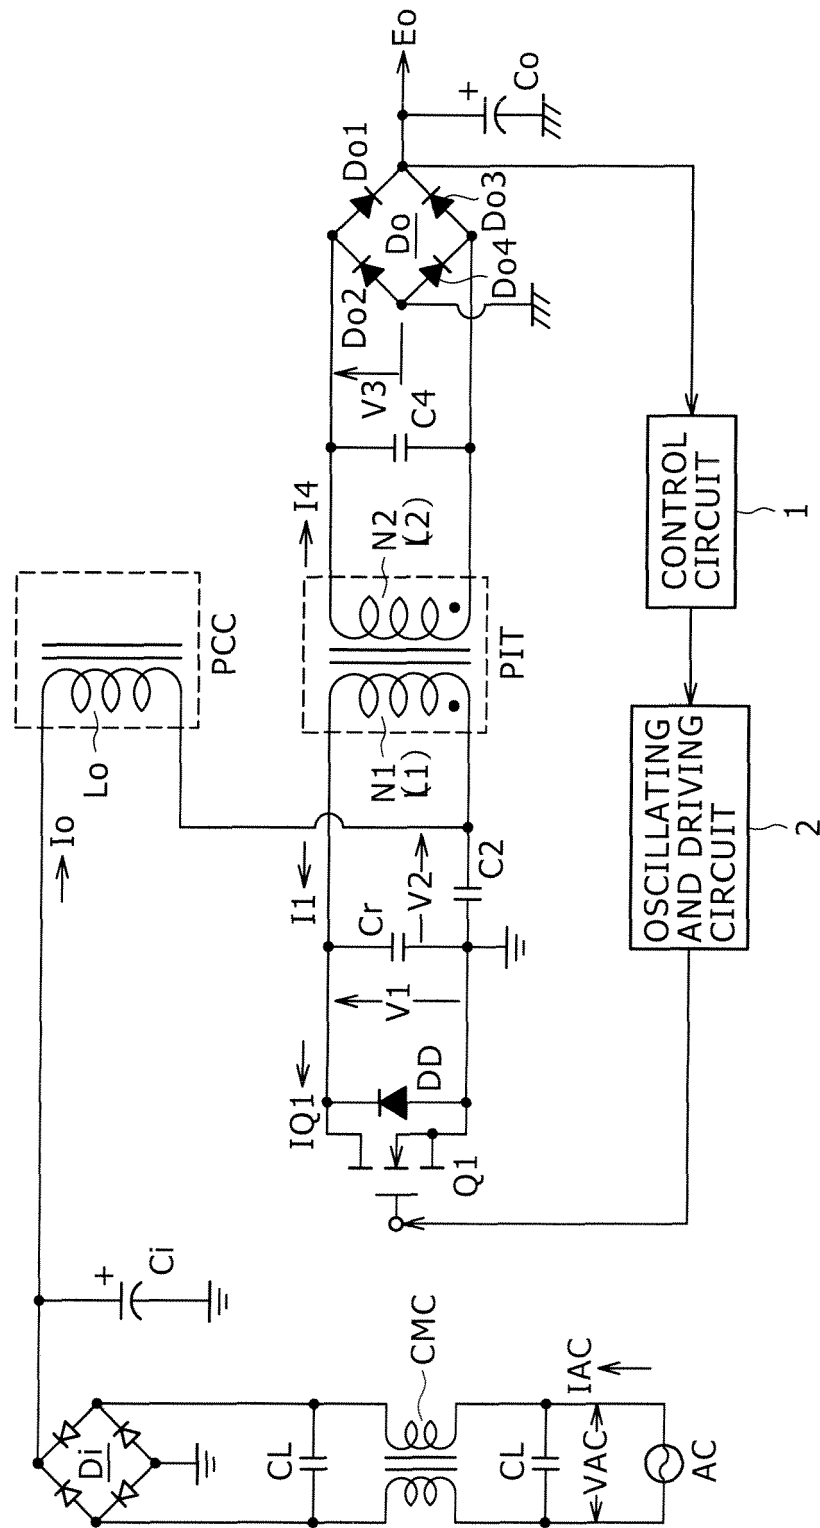 Di
+
Ci
CL
CMC
CL
VAC
IAC
AC
Io
Lo
PCC
IQ1
I1
I4
V1
DD
Q1
Cr
V2
C2
N1
(L1)
N2
(L2)
PIT
V3
C4
Do1
Do2
Do
Do3
Do4
Eo
+
Co
CONTROL
CIRCUIT
1
OSCILLATING
AND DRIVING
CIRCUIT
2